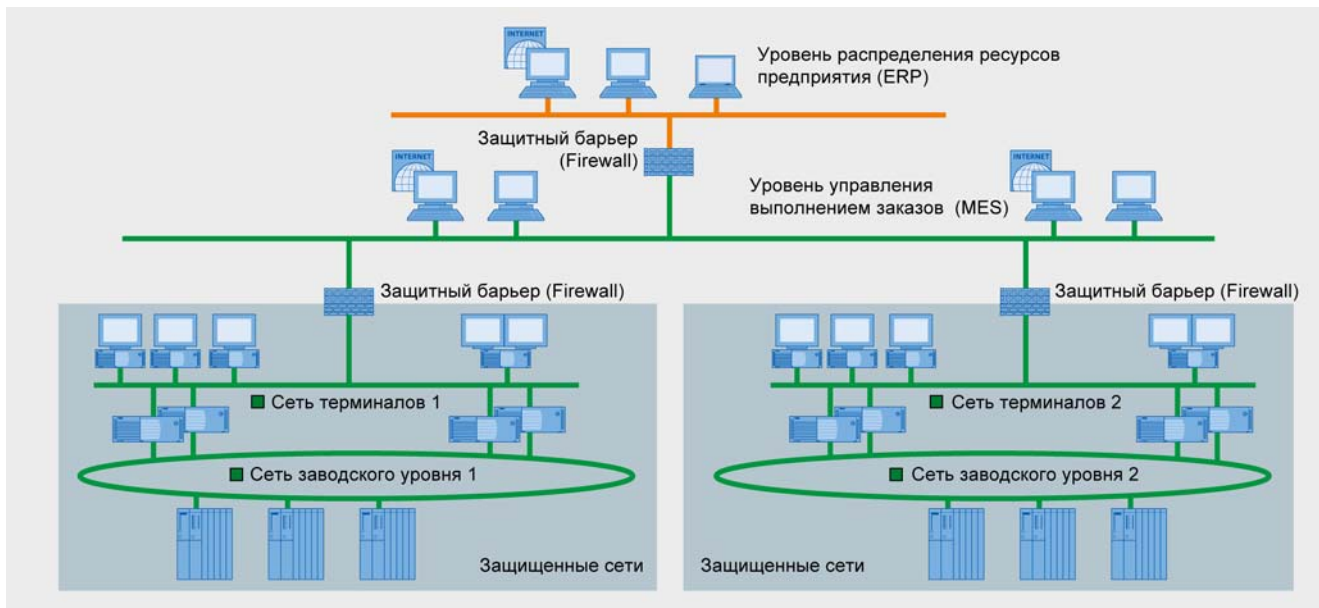 INTERNET
Уровень распределения ресурсов
предприятия (ERP)
Защитный барьер
(Firewall)
INTERNET
INTERNET
Уровень управления
выполнением заказов (MES)
Защитный барьер (Firewall)
Защитный барьер (Firewall)
Сеть терминалов 1
Сеть терминалов 2
Сеть заводского уровня 1
Сеть заводского уровня 2
Защищенные сети
Защищенные сети